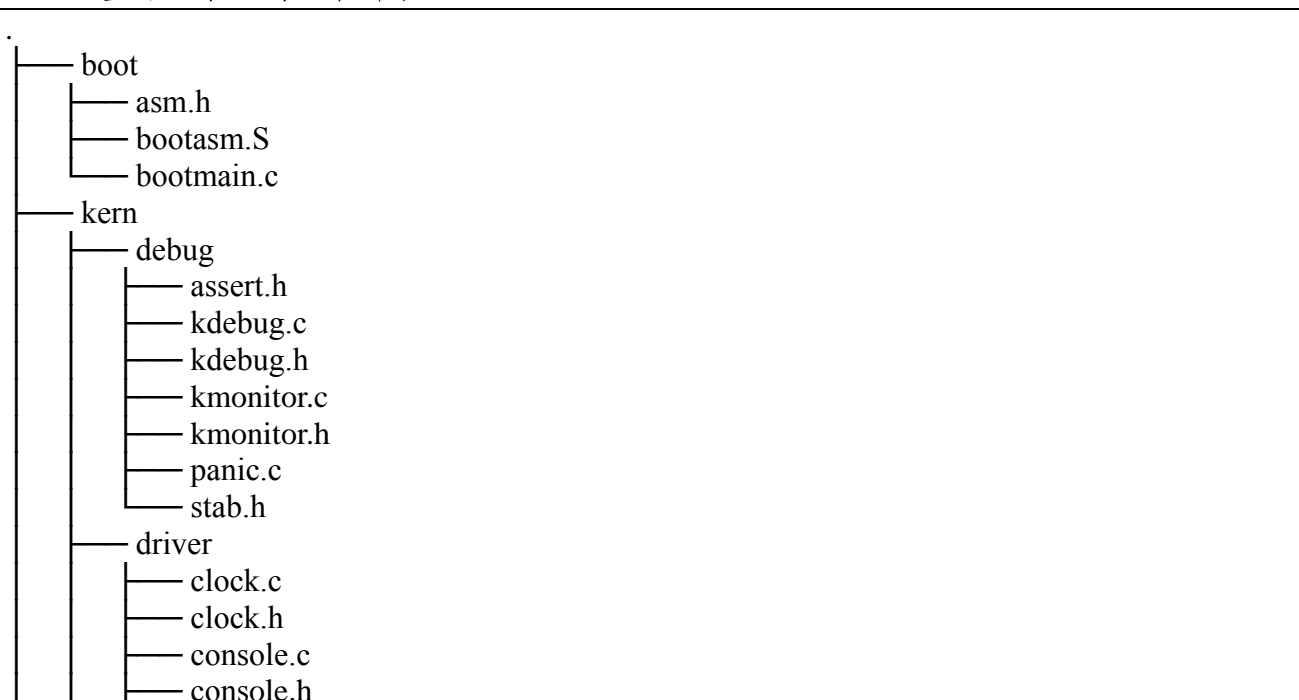 .
├── boot
│   ├── asm.h
│   ├── bootasm.S
│   └── bootmain.c
├── kern
│   ├── debug
│   │   ├── assert.h
│   │   ├── kdebug.c
│   │   ├── kdebug.h
│   │   ├── kmonitor.c
│   │   ├── kmonitor.h
│   │   ├── panic.c
│   │   └── stab.h
│   ├── driver
│   │   ├── clock.c
│   │   ├── clock.h
│   │   ├── console.c
│   │   ├── console.h